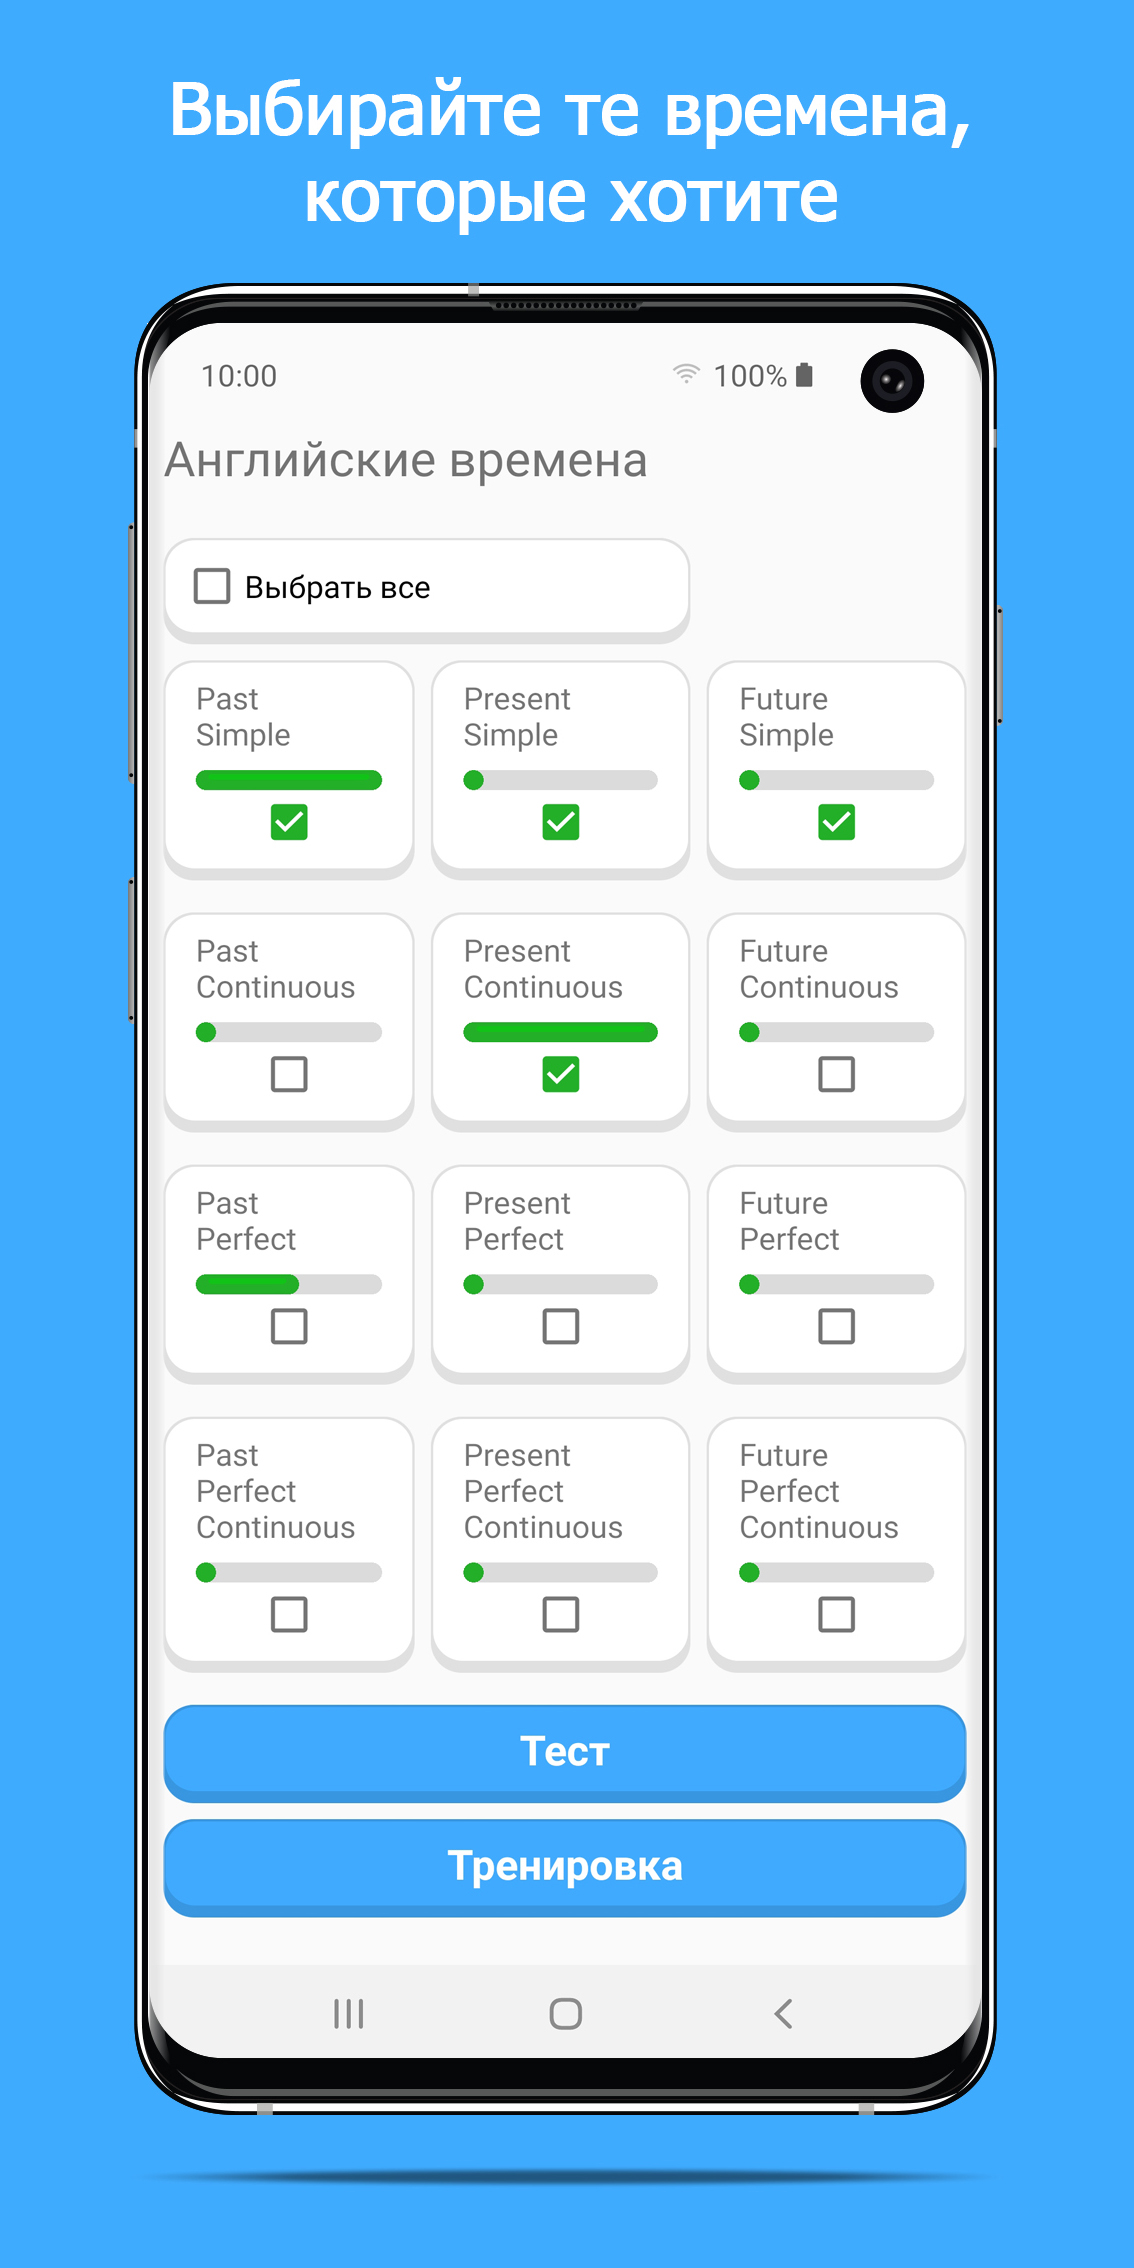 Выбирайте те времена,
которые хотите
10:00
100%
Английские времена
Выбрать все
Past
Simple
Present
Simple
Future
Simple
Past
Continuous
Present
Continuous
Future
Continuous
Past
Perfect
Present
Perfect
Future
Perfect
Past
Perfect
Continuous
Present
Perfect
Continuous
Future
Perfect
Continuous
Тест
Тренировка